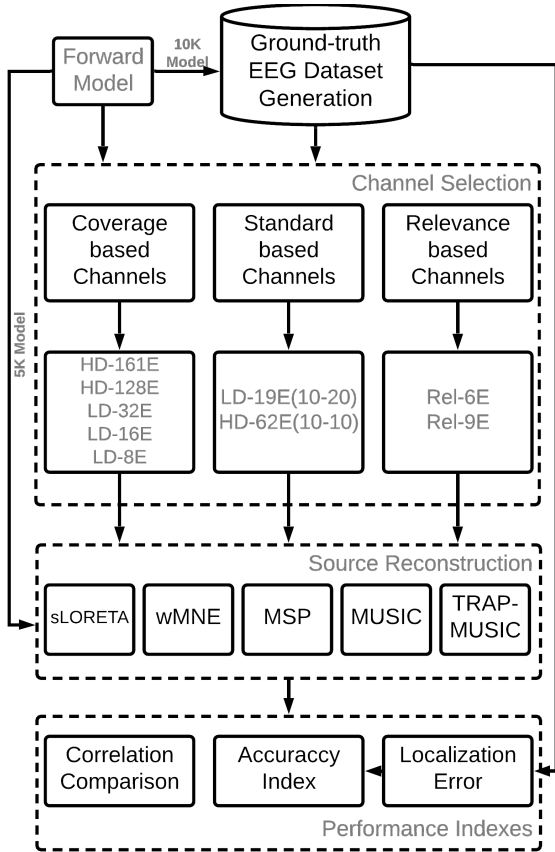 Forward
Model
10K
Model
Ground-truth
EEG Dataset
Generation
Channel Selection
Coverage
based
Channels
Standard
based
Channels
Relevance
based
Channels
5K Model
HD-161E
HD-128E
LD-32E
LD-16E
LD-8E
LD-19E(10-20)
HD-62E(10-10)
Rel-6E
Rel-9E
Source Reconstruction
sLORETA
wMNE
MSP
MUSIC
TRAP-
MUSIC
Correlation
Comparison
Accuraccy
Index
Localization
Error
Performance Indexes